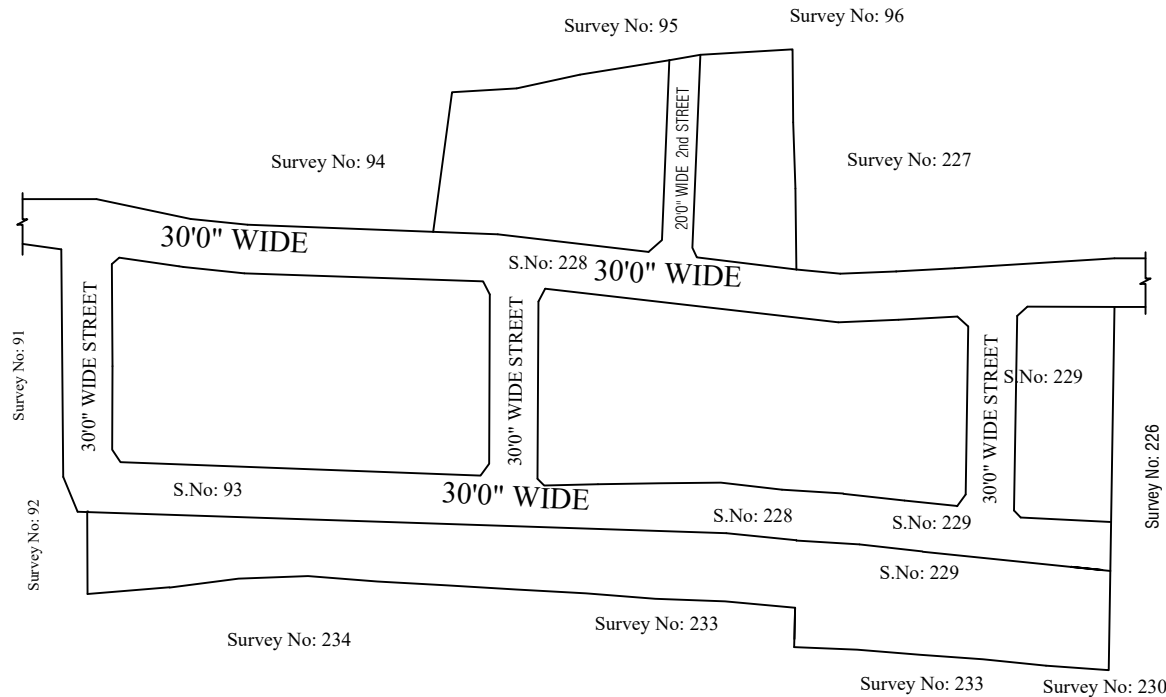 Survey No: 96
Survey No: 95
20'0" WIDE 2nd STREET
Survey No: 94
Survey No: 227
30'0" WIDE
S.No: 228
30'0" WIDE
Survey No: 91
30'0" WIDE STREET
30'0" WIDE STREET
30'0" WIDE STREET
S.No: 229
Survey No: 226
S.No: 93
30'0" WIDE
S.No: 228
S.No: 229
Survey No: 92
S.No: 229
Survey No: 234
Survey No: 233
Survey No: 233
Survey No: 230